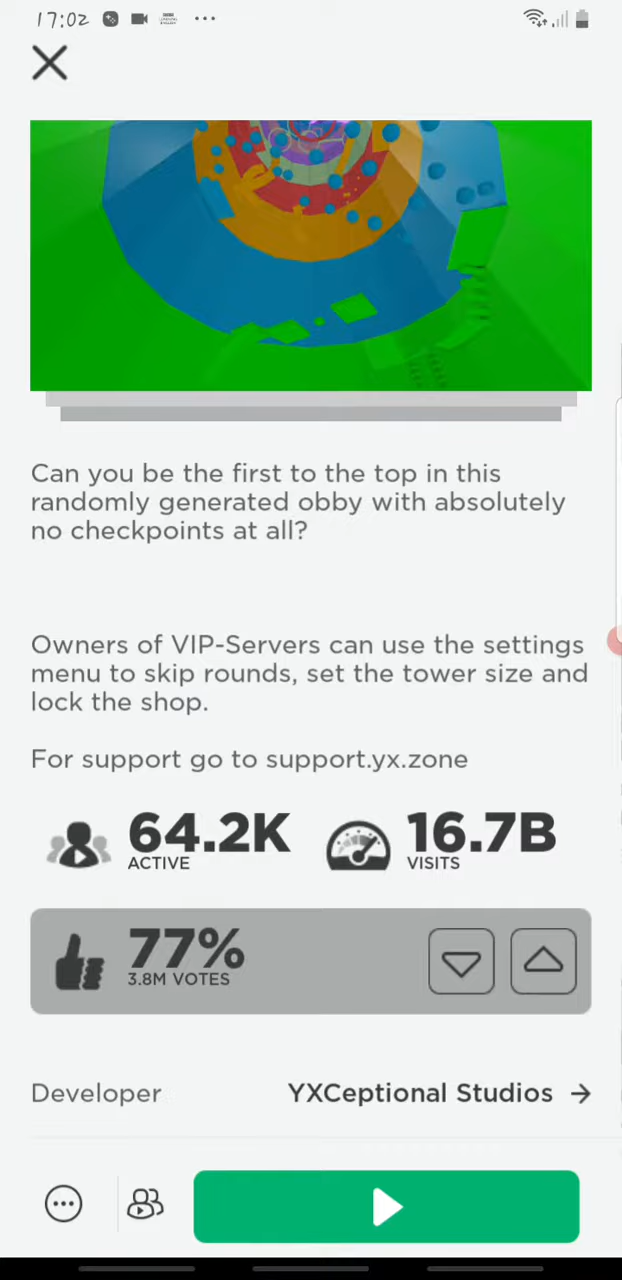 17:02
Can you be the first to the top in this
randomly generated obby with absolutely
no checkpoints at all?
Owners of VIP-Servers can use the settings
menu to skip rounds, set the tower size and
lock the shop.
For support go to support.yx.zone
64.2K
ACTIVE
16.7B
VISITS
77%
3.8M VOTES
Developer
YXCeptional Studios →